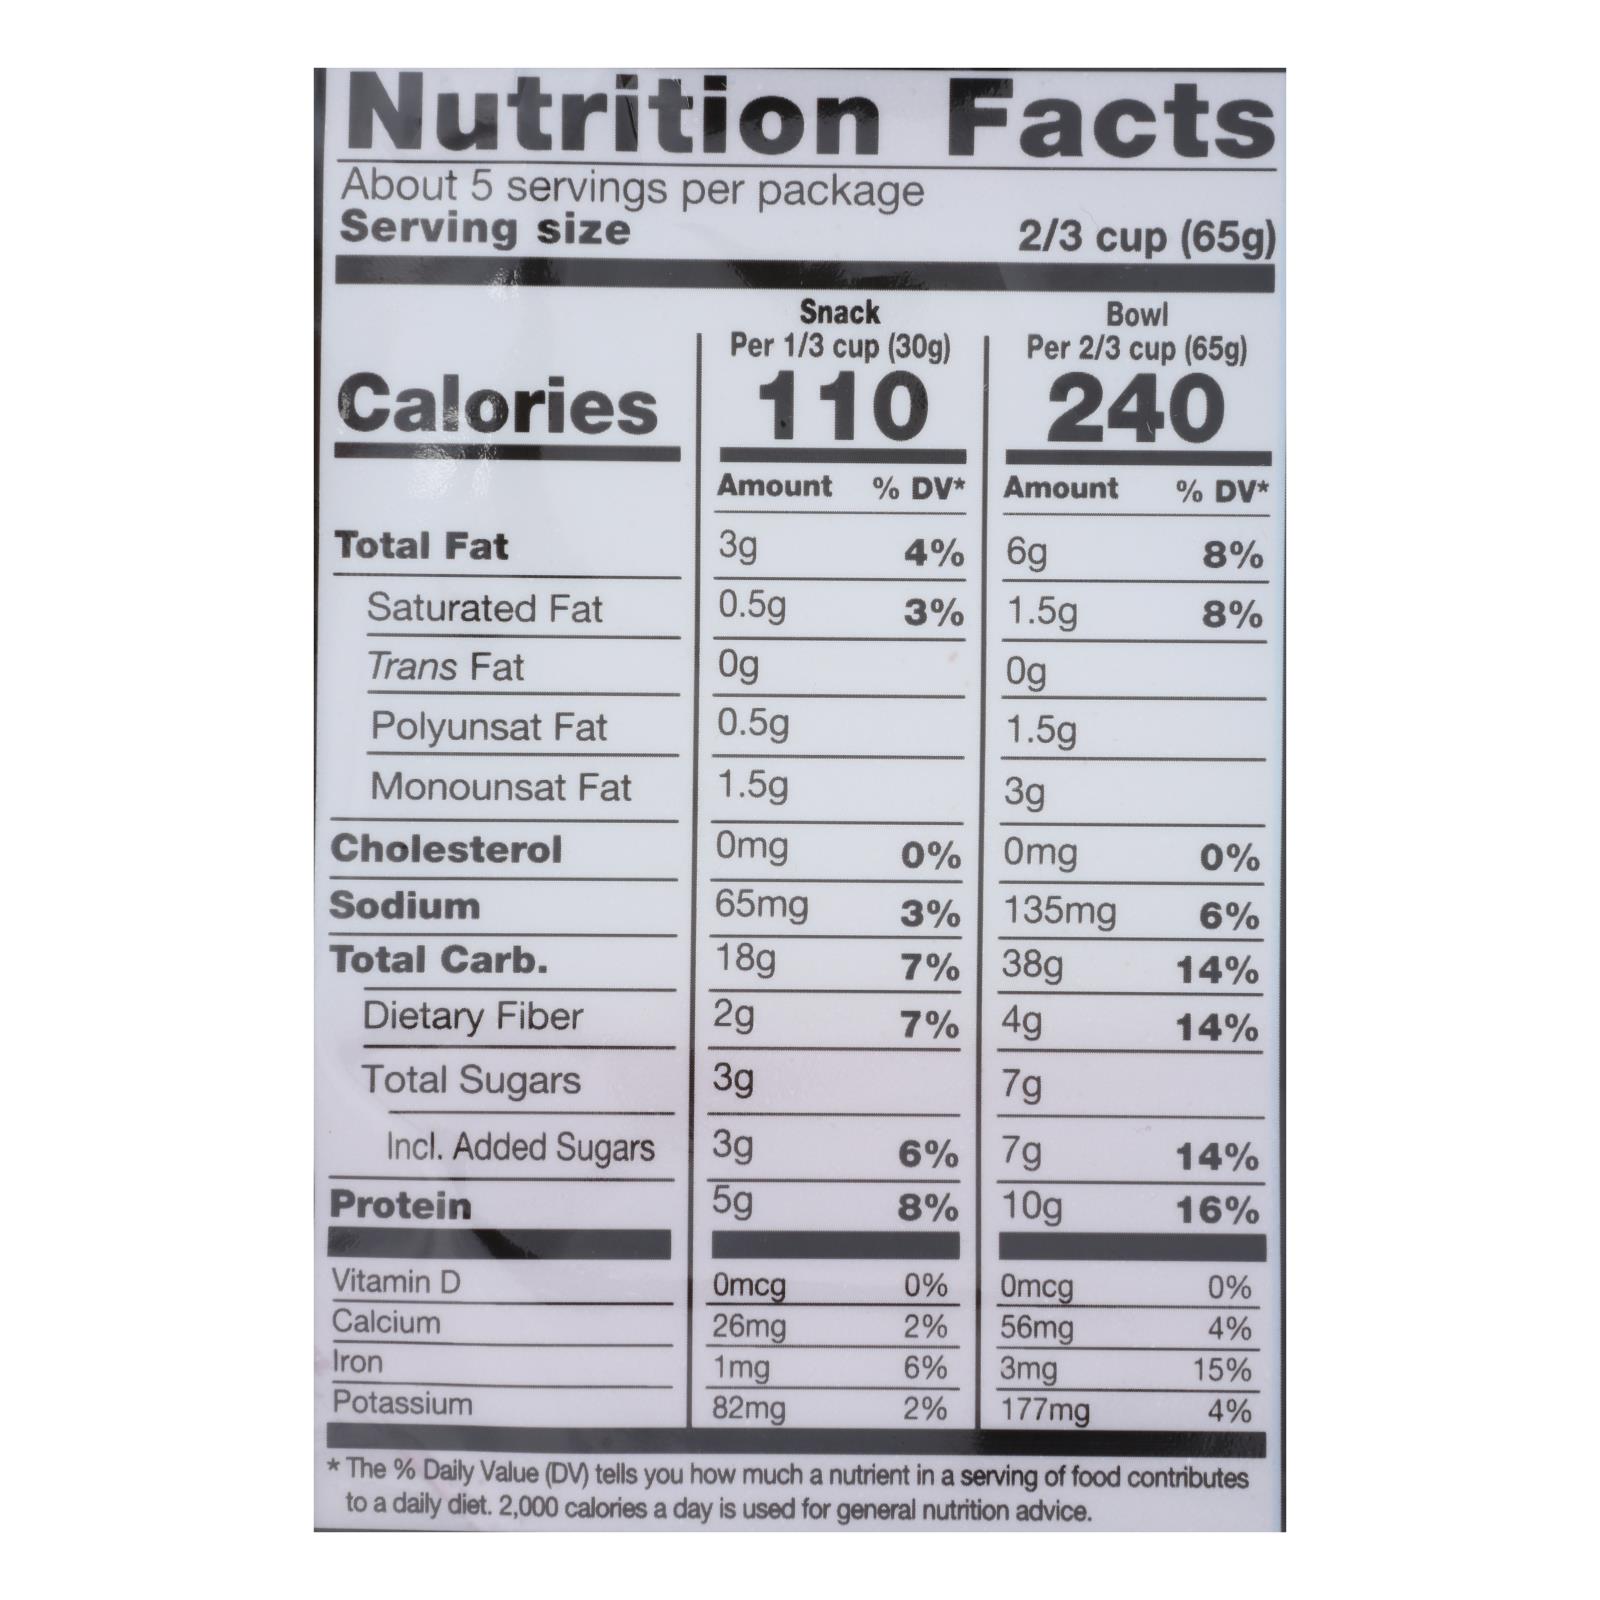 Nutrition Facts
About 5 servings per package
Serving size 2/3 cup (65g)
Snack Bowl
Per 1/3 cup (30g) Per 2/3 cup (65g)
Calories 110 240
Amount % DV* Amount % DV*
Total Fat 3g 4% 6g 8%
Saturated Fat 0.5g 3% 1.5g 8%
Trans Fat 0g 0g
Polyunsat Fat 0.5g 1.5g
Monounsat Fat 1.5g 3g
Cholesterol 0mg 0% 0mg 0%
Sodium 65mg 3% 135mg 6%
Total Carb. 18g 7% 38g 14%
Dietary Fiber 2g 7% 4g 14%
Total Sugars 3g 7g
Incl. Added Sugars 3g 6% 7g 14%
Protein 5g 8% 10g 16%
Vitamin D 0mcg 0% 0mcg 0%
Calcium 26mg 2% 56mg 4%
Iron 1mg 6% 3mg 15%
Potassium 82mg 2% 177mg 4%
* The % Daily Value (DV) tells you how much a nutrient in a serving of food contributes
to a daily diet. 2,000 calories a day is used for general nutrition advice.